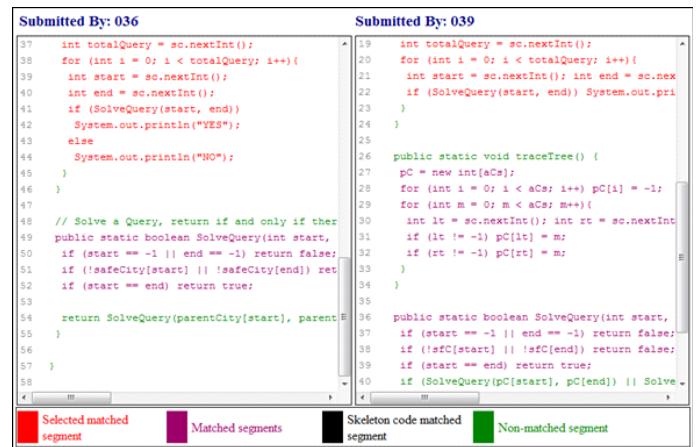 Submitted By: 036
37 int totalQuery = sc.nextInt();
38 for (int i = 0; i < totalQuery; i++){
39 int start = sc.nextInt();
40 int end = sc.nextInt();
41 if (SolveQuery(start, end))
42 System.out.println("YES");
43 else
44 System.out.println("NO");
45 }
46 }
47
48 // Solve a Query, return if and only if ther
49 public static boolean SolveQuery(int start,
50 if (start == -1 || end == -1) return false;
51 if (!safeCity[start] || !safeCity[end]) ret
52 if (start == end) return true;
53
54 return SolveQuery(parentCity[start], parent
55 }
56
57 }
58
Submitted By: 039
19 int totalQuery = sc.nextInt();
20 for (int i = 0; i < totalQuery; i++){
21 int start = sc.nextInt(); int end = sc.nex
22 if (SolveQuery(start, end)) System.out.pri
23 }
24 }
25
26 public static void traceTree() {
27 pC = new int[aCs];
28 for (int i = 0; i < aCs; i++) pC[i] = -1;
29 for (int m = 0; m < aCs; m++){
30 int lt = sc.nextInt(); int rt = sc.nextInt
31 if (lt != -1) pC[lt] = m;
32 if (rt != -1) pC[rt] = m;
33 }
34 }
35
36 public static boolean SolveQuery(int start,
37 if (start == -1 || end == -1) return false;
38 if (!sfC[start] || !sfC[end]) return false;
39 if (start == end) return true;
40 if (SolveQuery(pC[start], pC[end]) || Solve
Selected matched
segment
Matched segments
Skeleton code matched
segment
Non-matched segment